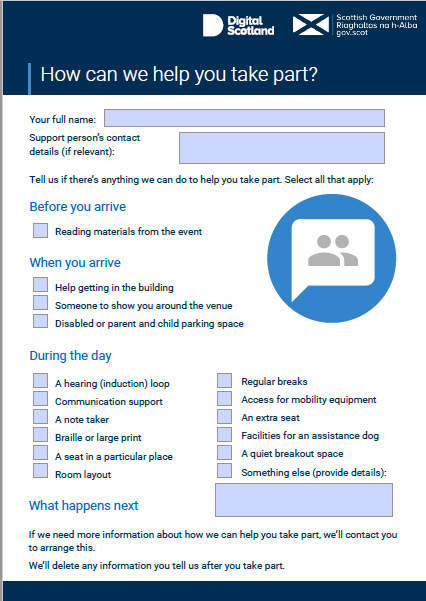 Digital
Scotland
Scottish Government
Riaghaltas na h-Alba
gov.scot
How can we help you take part?
Your full name:
Support person's contact
details (if relevant):
Tell us if there's anything we can do to help you take part. Select all that apply:
Before you arrive
Reading materials from the event
When you arrive
Help getting in the building
Someone to show you around the venue
Disabled or parent and child parking space
During the day
A hearing (induction) loop
Communication support
A note taker
Braille or large print
A seat in a particular place
Room layout
Regular breaks
Access for mobility equipment
An extra seat
Facilities for an assistance dog
A quiet breakout space
Something else (provide details):
What happens next
If we need more information about how we can help you take part, we'll contact you
to arrange this.
We'll delete any information you tell us after you take part.